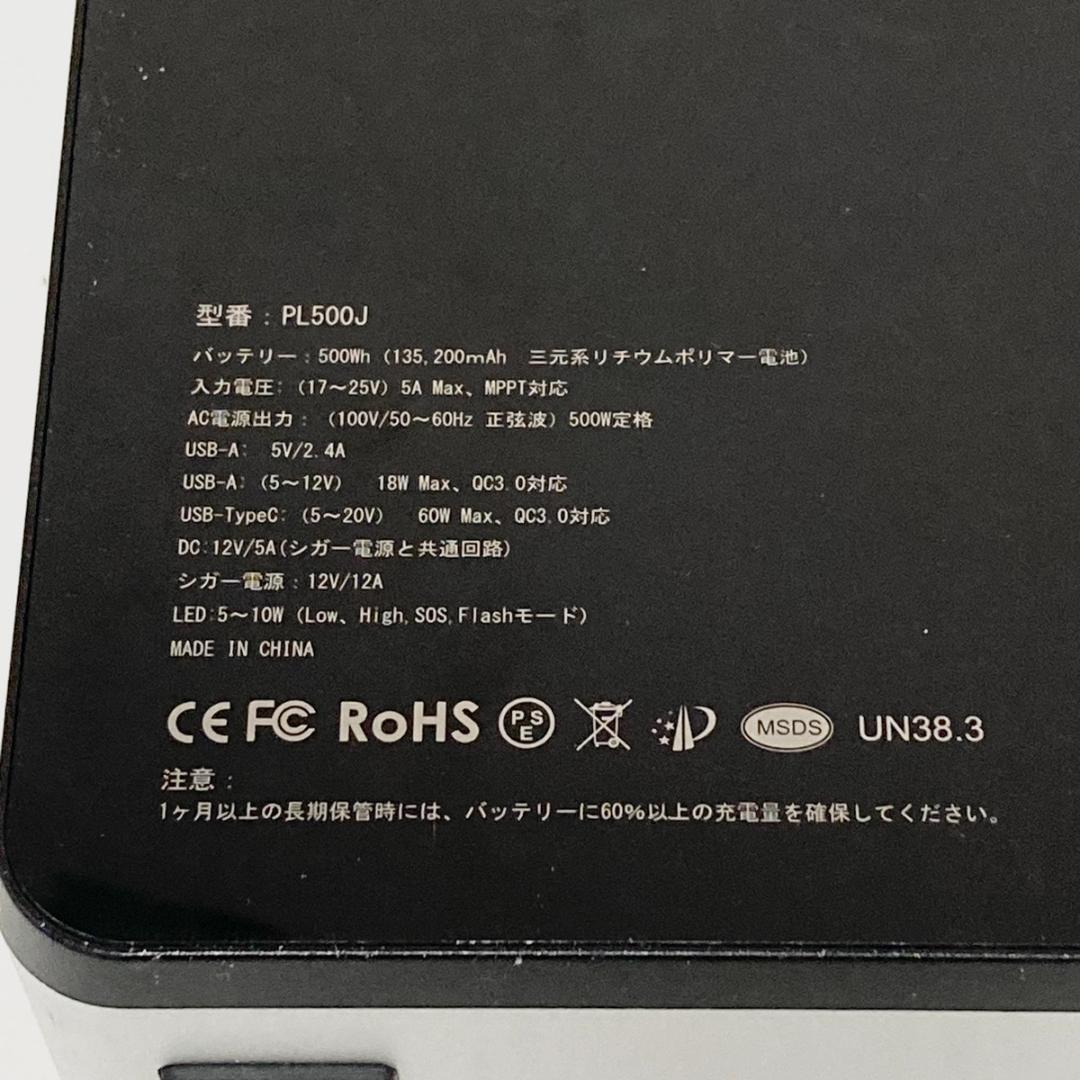 型番：PL500J
バッテリー：500Wh（135,200mAh　三元系リチウムポリマー電池）
入力電圧:（17～25V）5A Max、MPPT対応
AC電源出力：（100V/50～60Hz 正弦波）500W定格
USB-A:　5V/2.4A
USB-A:（5～12V）　18W Max、QC3.0対応
USB-TypeC:（5～20V）　60W Max、QC3.0対応
DC:12V/5A(シガー電源と共通回路)
シガー電源：12V/12A
LED:5～10W（Low、High,SOS,Flashモード）
MADE IN CHINA
CE FC RoHS PSE MSDS UN38.3
注意：
1ヶ月以上の長期保管時には、バッテリーに60%以上の充電量を確保してください。